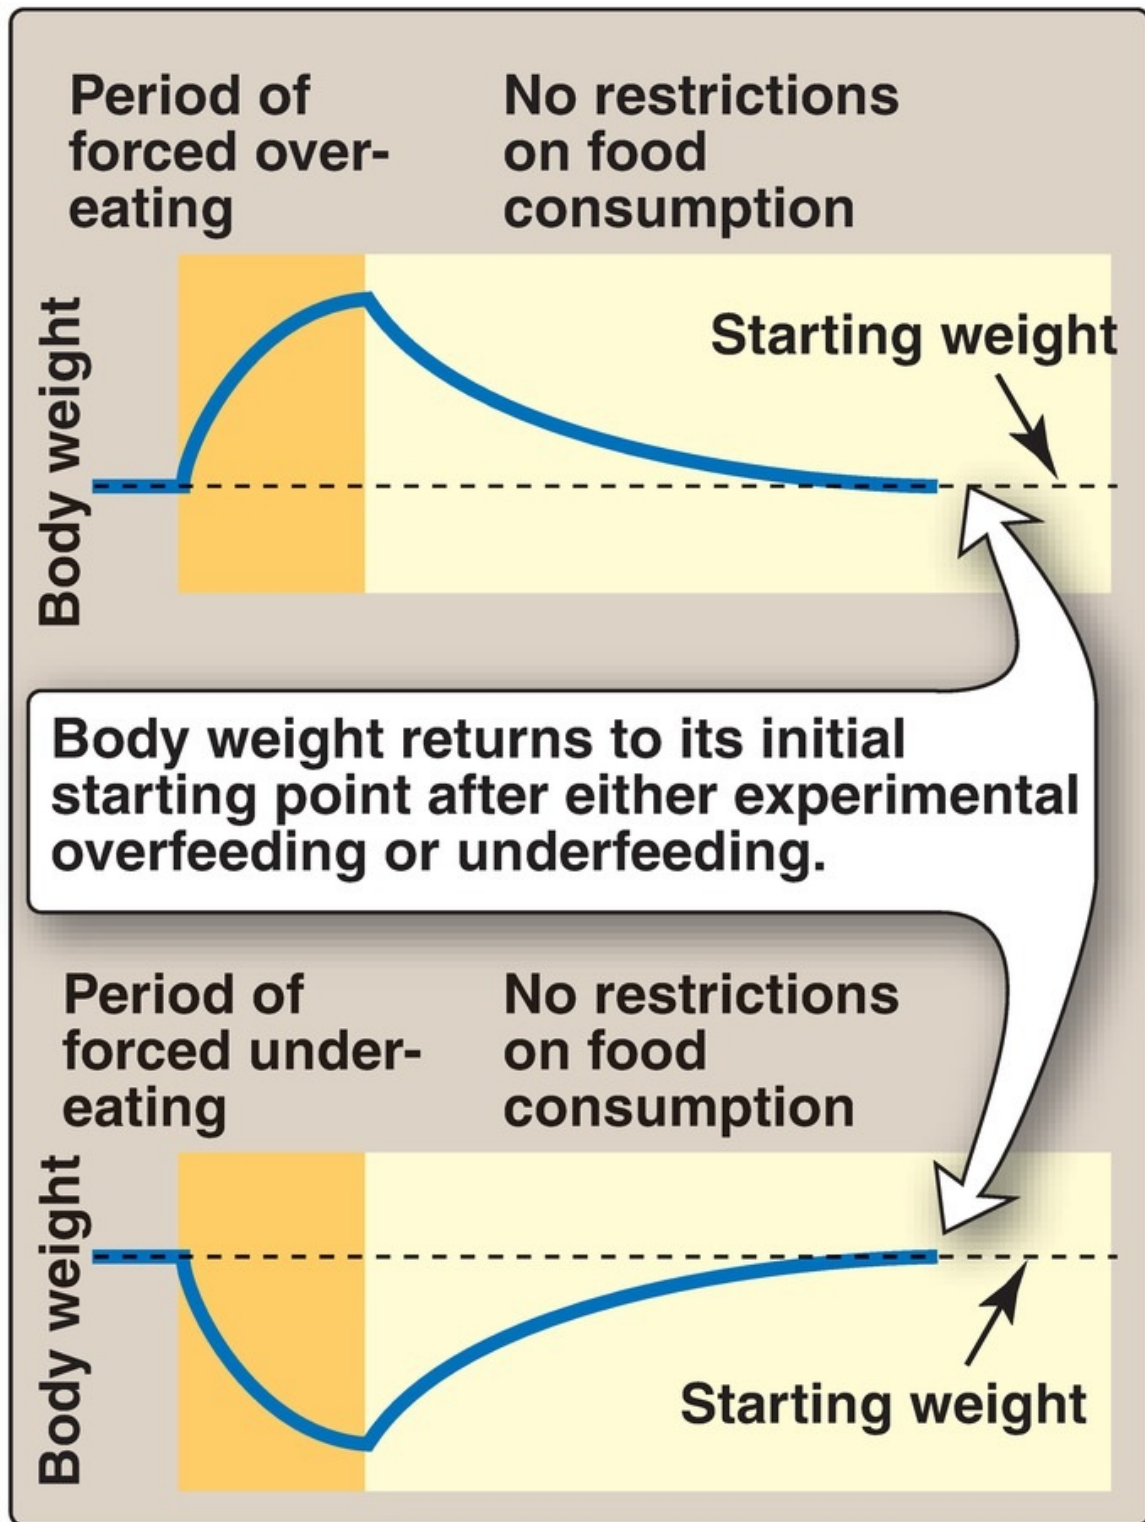 Period of
forced over-
eating
No restrictions
on food
consumption
Body weight
Starting weight
Body weight returns to its initial
starting point after either experimental
overfeeding or underfeeding.
Period of
forced under-
eating
No restrictions
on food
consumption
Body weight
Starting weight